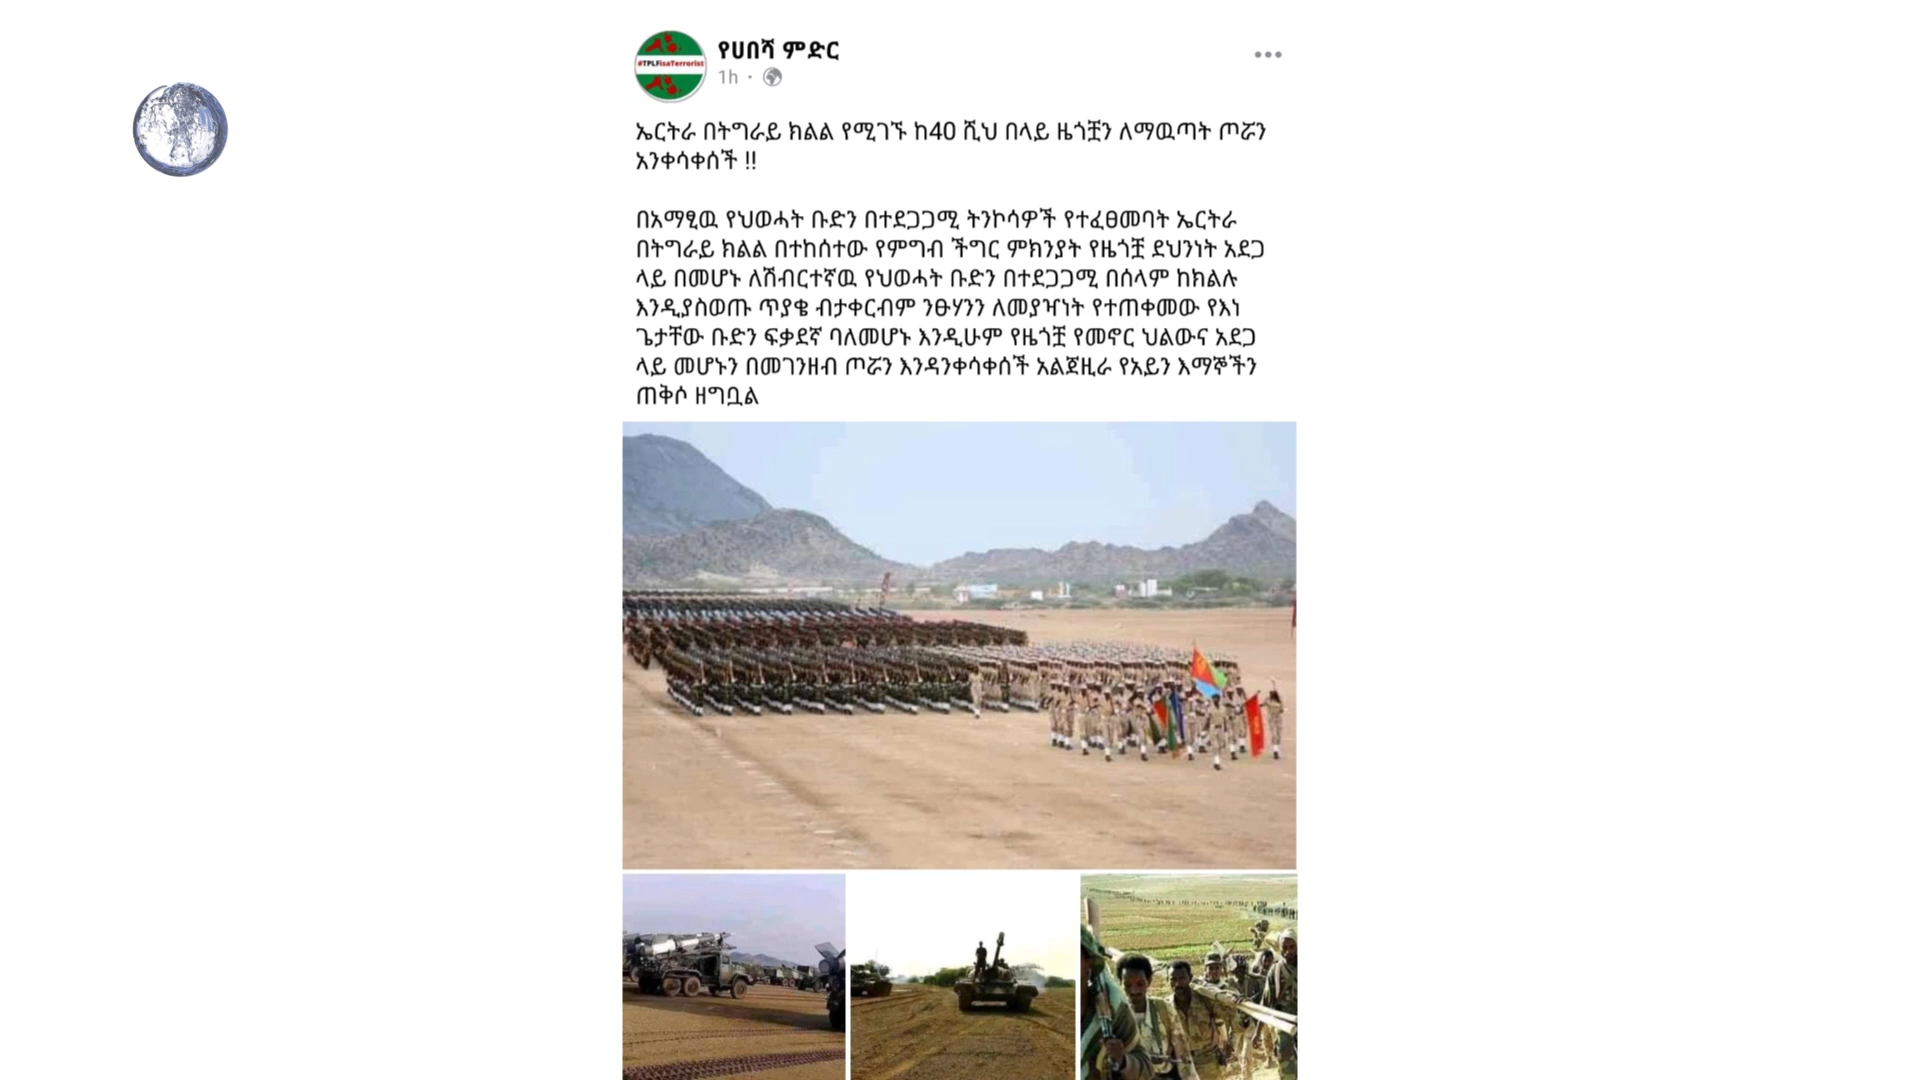 የሀበሻ ምድር
#TPLFisaTerrorist
1h ·
ኤርትራ በትግራይ ክልል የሚገኙ ከ40 ሺህ በላይ ዜጎቿን ለማዉጣት ጦሯን
አንቀሳቀሰች !!
በአማፂዉ የህወሓት ቡድን በተደጋጋሚ ትንኮሳዎች የተፈፀመባት ኤርትራ
በትግራይ ክልል በተከሰተው የምግብ ችግር ምክንያት የዜጎቿ ደህንነት አደጋ
ላይ በመሆኑ ለሽብርተኛዉ የህወሓት ቡድን በተደጋጋሚ በሰላም ከክልሉ
እንዲያስወጡ ጥያቄ ብታቀርብም ንፁሃንን ለመያዣነት የተጠቀመው የእነ
ጌታቸው ቡድን ፍቃደኛ ባለመሆኑ እንዲሁም የዜጎቿ የመኖር ህልውና አደጋ
ላይ መሆኑን በመገንዘብ ጦሯን እንዳንቀሳቀሰች አልጀዚራ የአይን እማኞችን
ጠቅሶ ዘግቧል